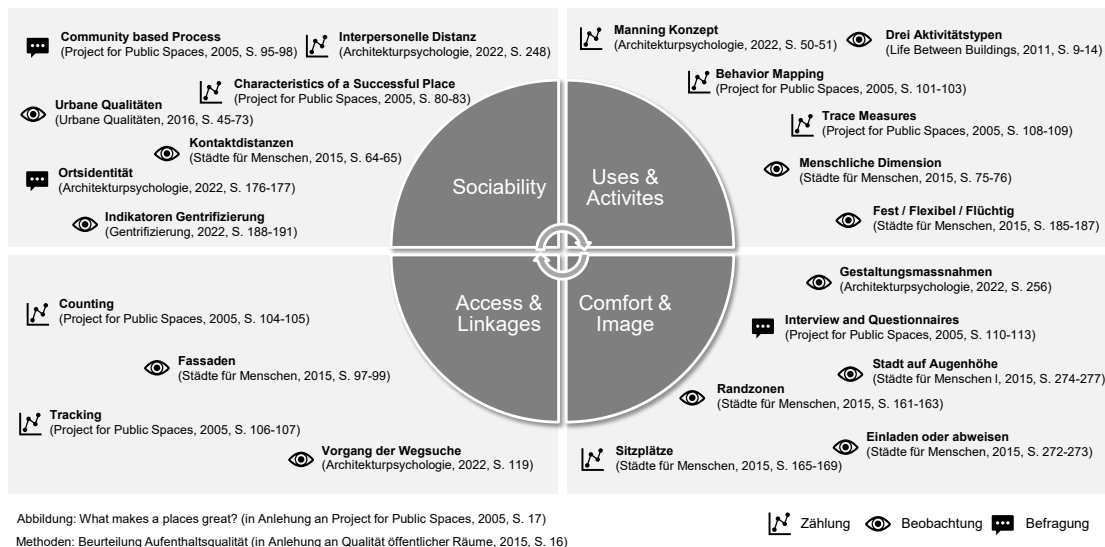 Community based Process
(Project for Public Spaces, 2005, S. 95-98)
Interpersonelle Distanz
(Architekturpsychologie, 2022, S. 248)
Characteristics of a Successful Place
(Project for Public Spaces, 2005, S. 80-83)
Urbane Qualitäten
(Urbane Qualitäten, 2016, S. 45-73)
Kontaktdistanzen
(Städte für Menschen, 2015, S. 64-65)
Ortsidentität
(Architekturpsychologie, 2022, S. 176-177)
Indikatoren Gentrifizierung
(Gentrifizierung, 2022, S. 188-191)
Sociability
Manning Konzept
(Architekturpsychologie, 2022, S. 50-51)
Drei Aktivitätstypen
(Life Between Buildings, 2011, S. 9-14)
Behavior Mapping
(Project for Public Spaces, 2005, S. 101-103)
Trace Measures
(Project for Public Spaces, 2005, S. 108-109)
Menschliche Dimension
(Städte für Menschen, 2015, S. 75-76)
Fest / Flexibel / Flüchtig
(Städte für Menschen, 2015, S. 185-187)
Uses &
Activites
Counting
(Project for Public Spaces, 2005, S. 104-105)
Fassaden
(Städte für Menschen, 2015, S. 97-99)
Tracking
(Project for Public Spaces, 2005, S. 106-107)
Vorgang der Wegsuche
(Architekturpsychologie, 2022, S. 119)
Access &
Linkages
Comfort &
Image
Gestaltungsmassnahmen
(Architekturpsychologie, 2022, S. 256)
Interview and Questionnaires
(Project for Public Spaces, 2005, S. 110-113)
Stadt auf Augenhöhe
(Städte für Menschen l, 2015, S. 274-277)
Randzonen
(Städte für Menschen, 2015, S. 161-163)
Einladen oder abweisen
(Städte für Menschen, 2015, S. 272-273)
Sitzplätze
(Städte für Menschen, 2015, S. 165-169)
Abbildung: What makes a places great? (in Anlehung an Project for Public Spaces, 2005, S. 17)
Methoden: Beurteilung Aufenthaltsqualität (in Anlehung an Qualität öffentlicher Räume, 2015, S. 16)
Zählung
Beobachtung
Befragung